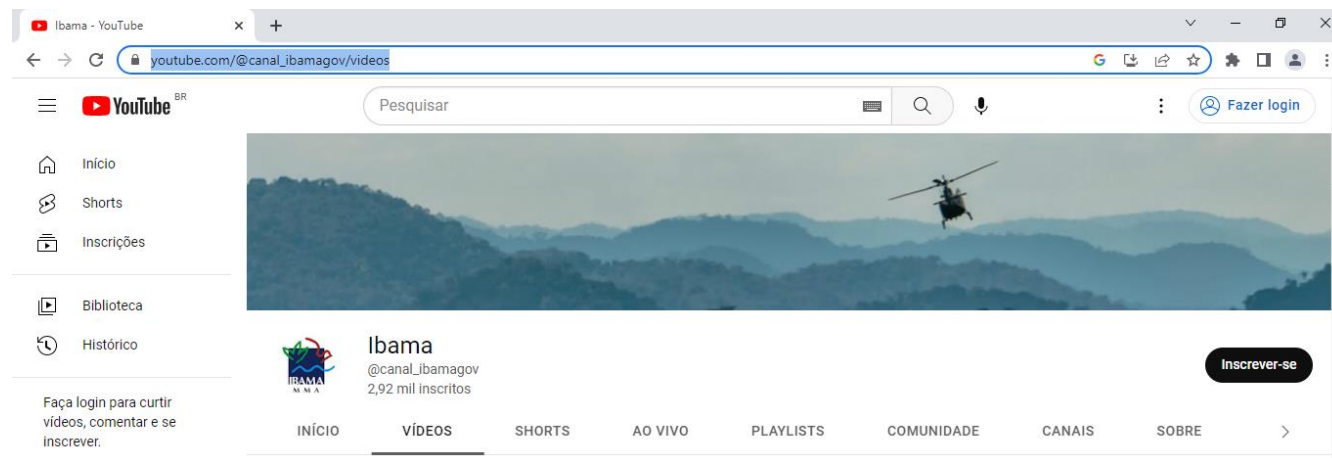 Ibama - YouTube
youtube.com/@canal_ibamagov/videos
YouTube BR
Pesquisar
Fazer login
Início
Shorts
Inscrições
Biblioteca
Histórico
Faça login para curtir
vídeos, comentar e se
inscrever.
IBAMA
M M A
Ibama
@canal_ibamagov
2,92 mil inscritos
Inscrever-se
INÍCIO VÍDEOS SHORTS AO VIVO PLAYLISTS COMUNIDADE CANAIS SOBRE